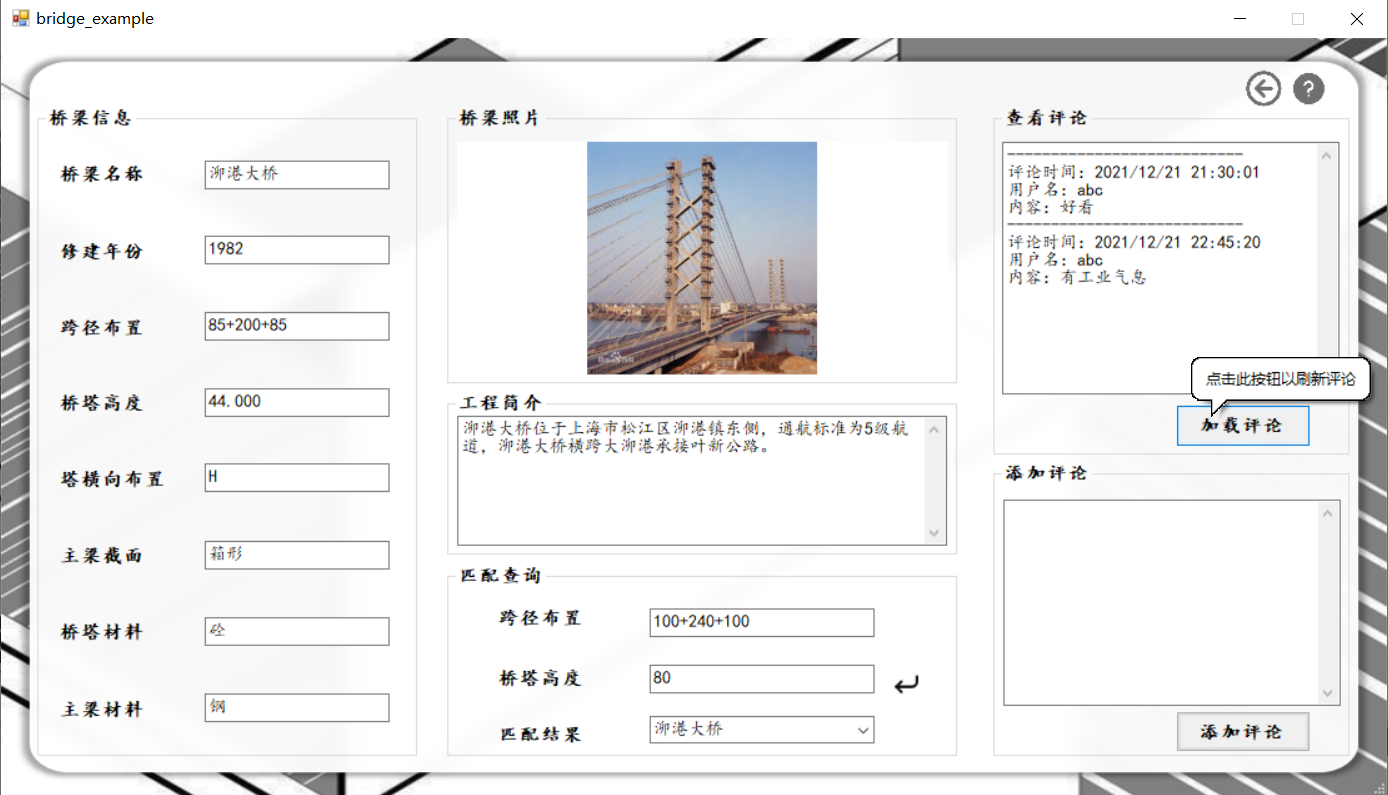 bridge_example
桥梁信息
桥梁名称
泖港大桥
修建年份
1982
跨径布置
85+200+85
桥塔高度
44.000
塔横向布置
H
主梁截面
箱形
桥塔材料
砼
主梁材料
钢
桥梁照片
工程简介
泖港大桥位于上海市松江区泖港镇东侧，通航标准为5级航
道，泖港大桥横跨大泖港承接叶新公路。
匹配查询
跨径布置
100+240+100
桥塔高度
80
匹配结果
泖港大桥
?
查看评论
---------------------------
评论时间：2021/12/21 21:30:01
用户名：abc
内容：好看
---------------------------
评论时间：2021/12/21 22:45:20
用户名：abc
内容：有工业气息
点击此按钮以刷新评论
加载评论
添加评论
添加评论